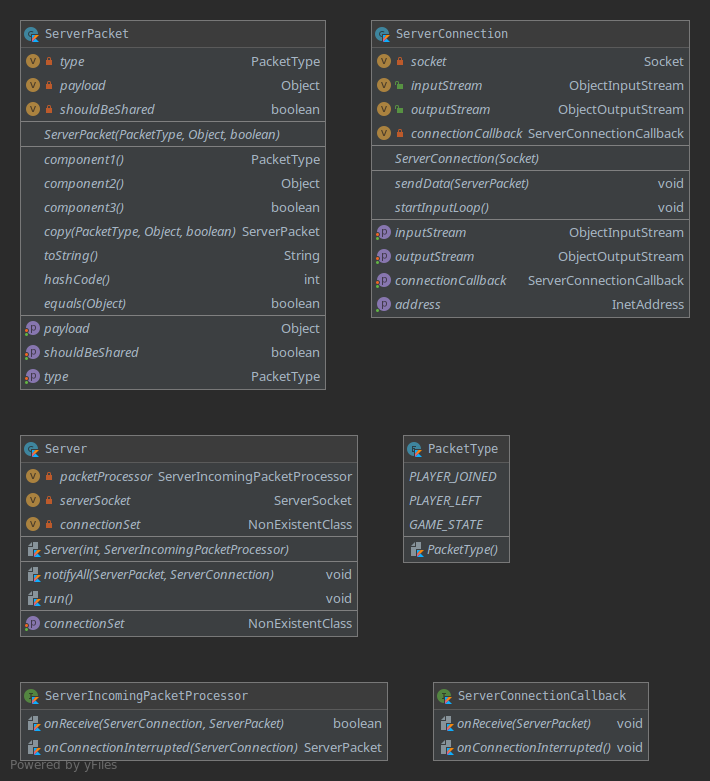 ServerPacket
type PacketType
payload Object
shouldBeShared boolean
ServerPacket(PacketType, Object, boolean)
component1() PacketType
component2() Object
component3() boolean
copy(PacketType, Object, boolean) ServerPacket
toString() String
hashCode() int
equals(Object) boolean
payload Object
shouldBeShared boolean
type PacketType
ServerConnection
socket Socket
inputStream ObjectInputStream
outputStream ObjectOutputStream
connectionCallback ServerConnectionCallback
ServerConnection(Socket)
sendData(ServerPacket) void
startInputLoop() void
inputStream ObjectInputStream
outputStream ObjectOutputStream
connectionCallback ServerConnectionCallback
address InetAddress
Server
packetProcessor ServerIncomingPacketProcessor
serverSocket ServerSocket
connectionSet NonExistentClass
Server(int, ServerIncomingPacketProcessor)
notifyAll(ServerPacket, ServerConnection) void
run() void
connectionSet NonExistentClass
PacketType
PLAYER_JOINED
PLAYER_LEFT
GAME_STATE
PacketType()
ServerIncomingPacketProcessor
onReceive(ServerConnection, ServerPacket) boolean
onConnectionInterrupted(ServerConnection) ServerPacket
ServerConnectionCallback
onReceive(ServerPacket) void
onConnectionInterrupted() void
Powered by yFiles